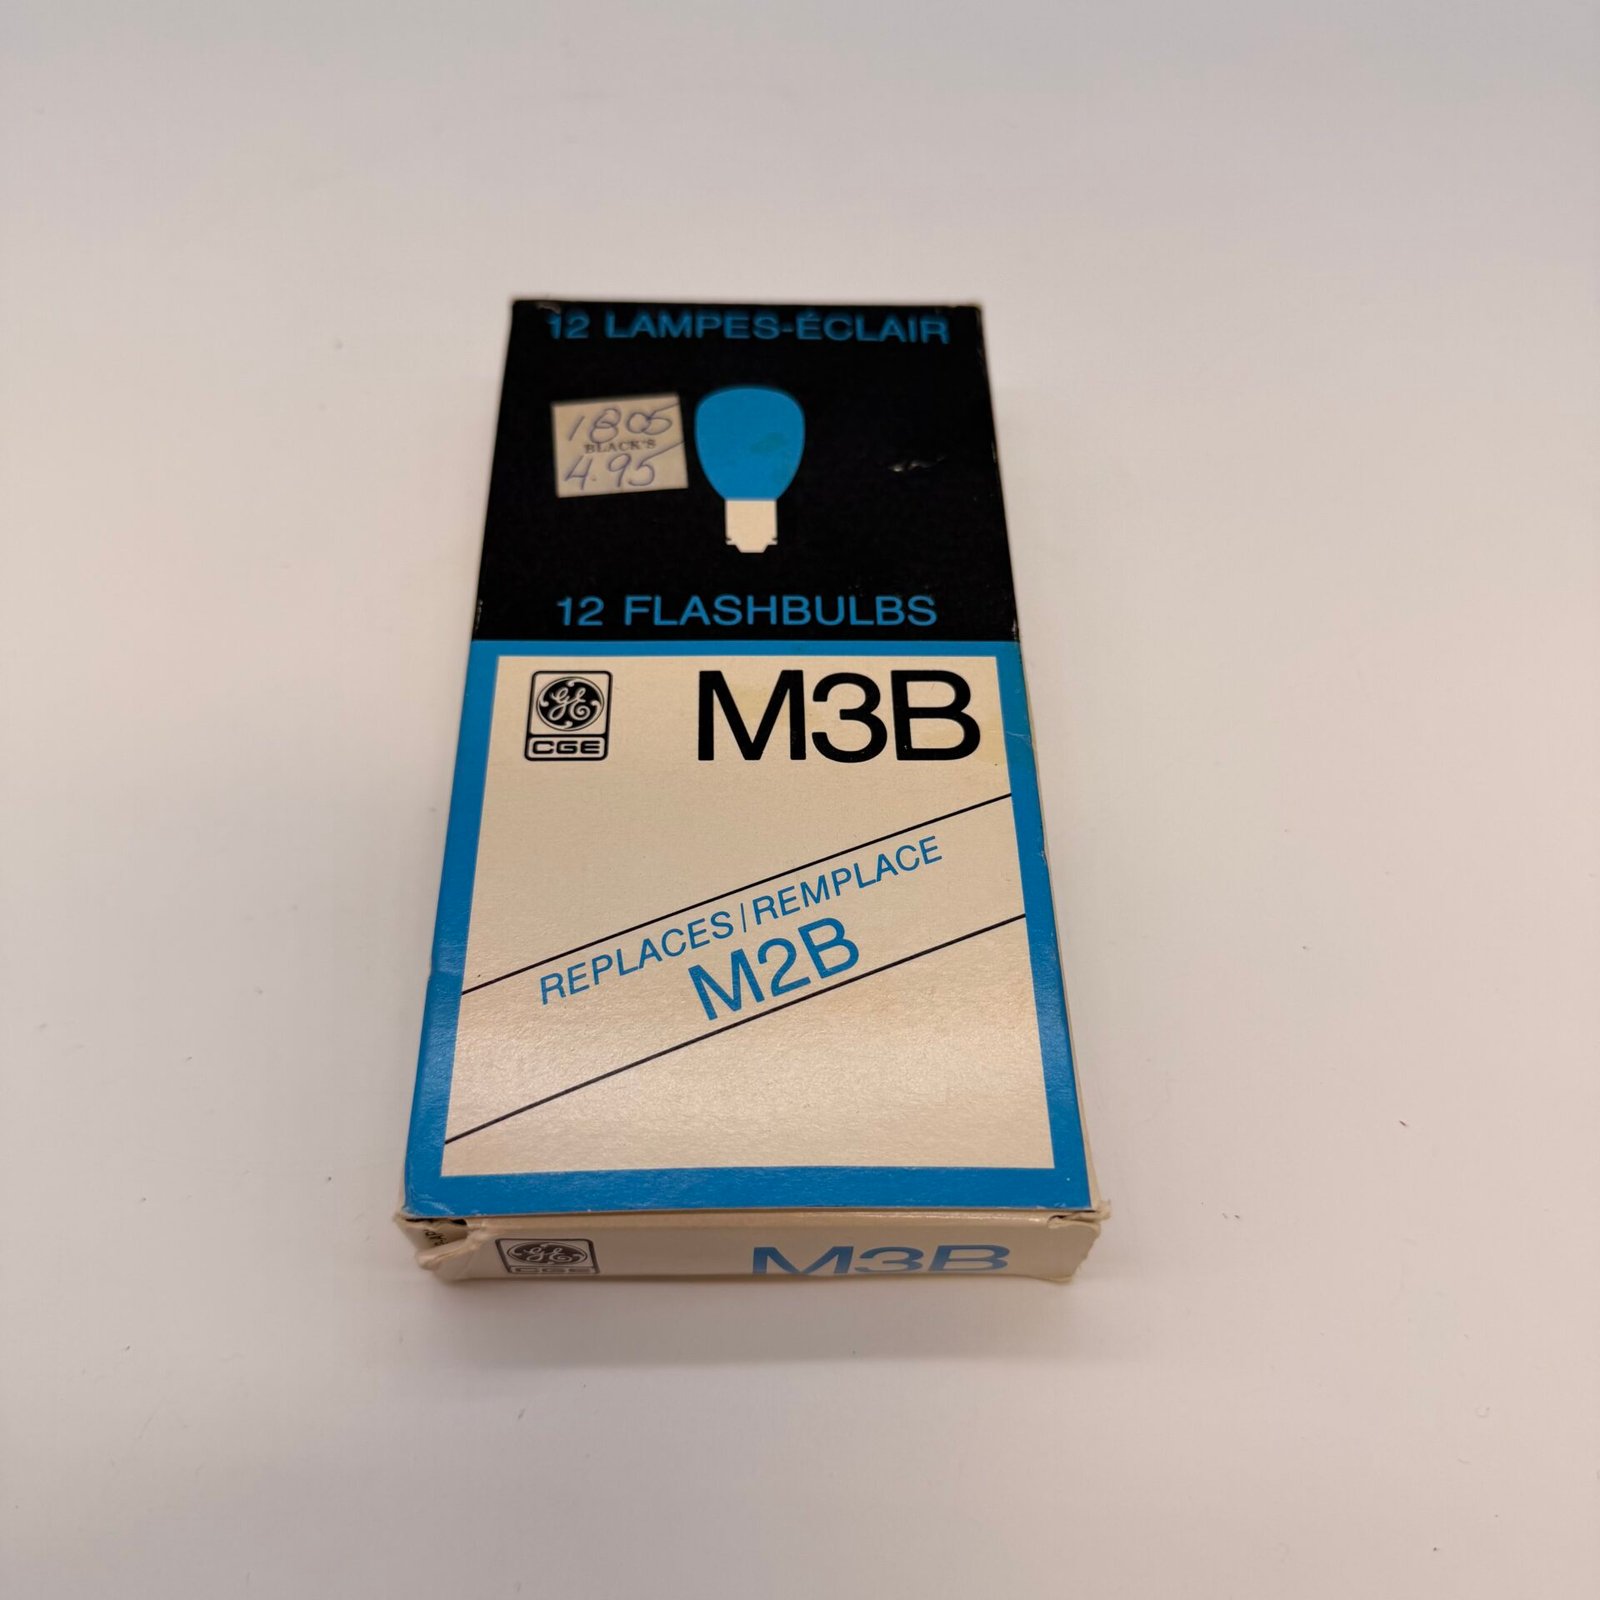 12 LAMPES-ÉCLAIR
1805
BLACK'S
4.95
12 FLASHBULBS
GE
CGE
M3B
REPLACES/REMPLACE
M2B
GE
CGE
M3B